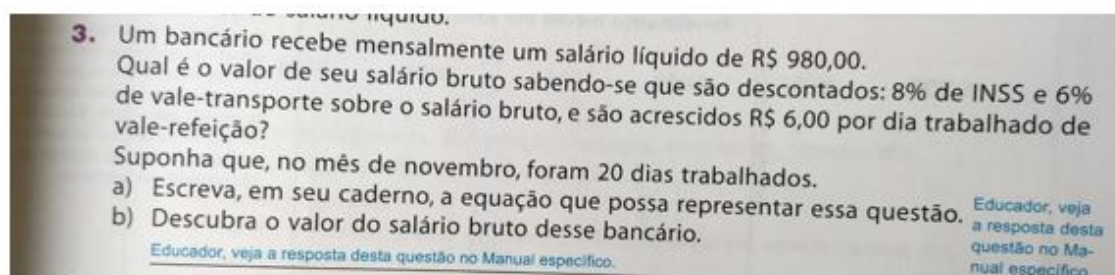 salário líquido.
3. Um bancário recebe mensalmente um salário líquido de R$ 980,00.
Qual é o valor de seu salário bruto sabendo-se que são descontados: 8% de INSS e 6%
de vale-transporte sobre o salário bruto, e são acrescidos R$ 6,00 por dia trabalhado de
vale-refeição?
Suponha que, no mês de novembro, foram 20 dias trabalhados.
a) Escreva, em seu caderno, a equação que possa representar essa questão.
Educador, veja
a resposta desta
questão no Ma-
nual específico.
b) Descubra o valor do salário bruto desse bancário.
Educador, veja a resposta desta questão no Manual específico.